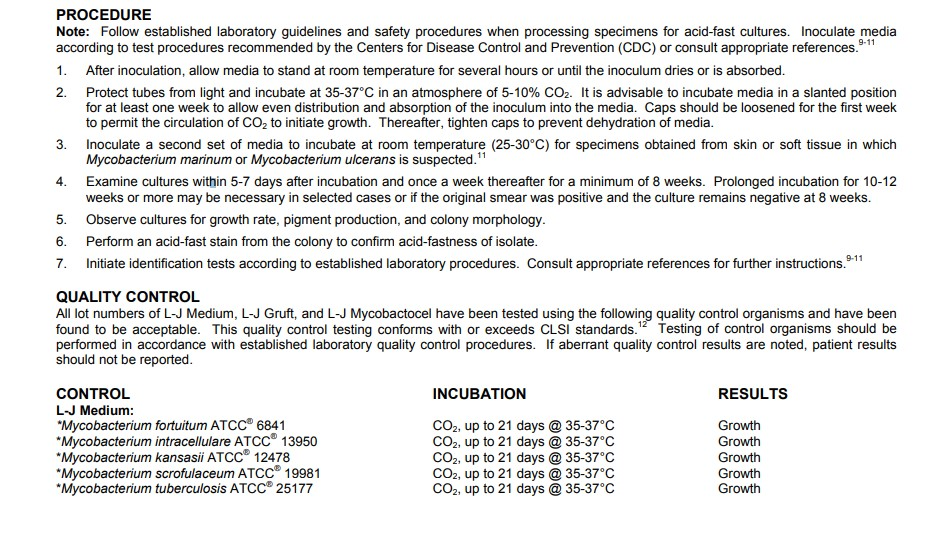 PROCEDURE
Note: Follow established laboratory guidelines and safety procedures when processing specimens for acid-fast cultures. Inoculate media
according to test procedures recommended by the Centers for Disease Control and Prevention (CDC) or consult appropriate references.9-11
1. After inoculation, allow media to stand at room temperature for several hours or until the inoculum dries or is absorbed.
2. Protect tubes from light and incubate at 35-37°C in an atmosphere of 5-10% CO₂. It is advisable to incubate media in a slanted position
for at least one week to allow even distribution and absorption of the inoculum into the media. Caps should be loosened for the first week
to permit the circulation of CO₂ to initiate growth. Thereafter, tighten caps to prevent dehydration of media.
3. Inoculate a second set of media to incubate at room temperature (25-30°C) for specimens obtained from skin or soft tissue in which
Mycobacterium marinum or Mycobacterium ulcerans is suspected.11
4. Examine cultures within 5-7 days after incubation and once a week thereafter for a minimum of 8 weeks. Prolonged incubation for 10-12
weeks or more may be necessary in selected cases or if the original smear was positive and the culture remains negative at 8 weeks.
5. Observe cultures for growth rate, pigment production, and colony morphology.
6. Perform an acid-fast stain from the colony to confirm acid-fastness of isolate.
7. Initiate identification tests according to established laboratory procedures. Consult appropriate references for further instructions.9-11
QUALITY CONTROL
All lot numbers of L-J Medium, L-J Gruft, and L-J Mycobactocel have been tested using the following quality control organisms and have been
found to be acceptable. This quality control testing conforms with or exceeds CLSI standards.12 Testing of control organisms should be
performed in accordance with established laboratory quality control procedures. If aberrant quality control results are noted, patient results
should not be reported.
CONTROL INCUBATION RESULTS
L-J Medium:
*Mycobacterium fortuitum ATCC® 6841 CO₂, up to 21 days @ 35-37°C Growth
*Mycobacterium intracellulare ATCC® 13950 CO₂, up to 21 days @ 35-37°C Growth
*Mycobacterium kansasii ATCC® 12478 CO₂, up to 21 days @ 35-37°C Growth
*Mycobacterium scrofulaceum ATCC® 19981 CO₂, up to 21 days @ 35-37°C Growth
*Mycobacterium tuberculosis ATCC® 25177 CO₂, up to 21 days @ 35-37°C Growth